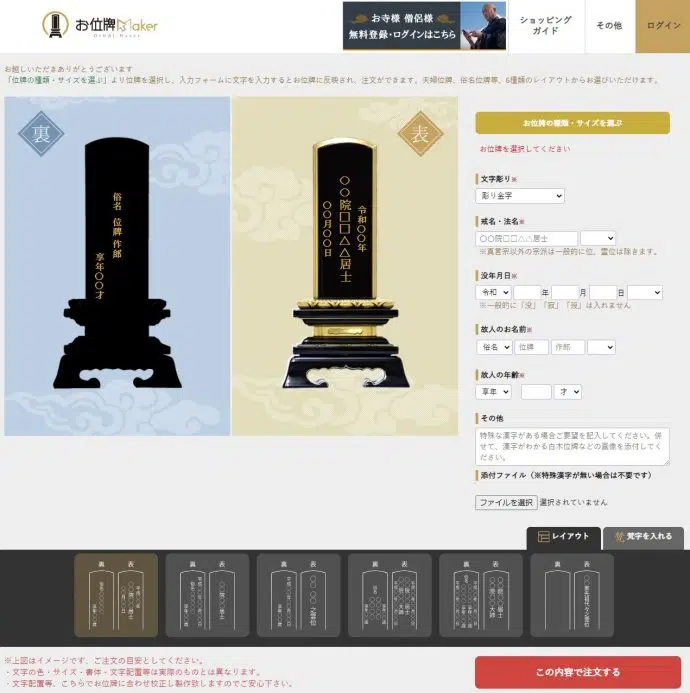 お位牌Maker
OIHAI Maker
お寺様 僧侶様
無料登録・ログインはこちら
ショッピング
ガイド
その他
ログイン
お越しいただきありがとうございます
「位牌の種類・サイズを選ぶ」より位牌を選択し、入力フォームに文字を入力するとお位牌に反映され、注文ができます。夫婦位牌、俗名位牌等、6種類のレイアウトからお選びいただけます。
裏
俗名 位牌 作郎
享年〇〇才
表
令和〇〇年
〇〇院□□△△居士
〇〇月〇〇日
お位牌の種類・サイズを選ぶ
お位牌を選択してください
文字彫り※
彫り金字
戒名・法名※
〇〇院□□△△居士
※真言宗以外の宗派は一般的に位、霊位は除きます。
没年月日※
令和 年 月 日
※一般的に「没」「寂」「歿」は入れません
故人のお名前※
俗名 位牌 作郎
故人の年齢※
享年 才
その他
特殊な漢字がある場合ご要望を記入してください。併
せて、漢字がわかる白木位牌などの画像を添付してく
ださい。
添付ファイル（※特殊漢字が無い場合は不要です）
ファイルを選択 選択されていません
レイアウト
梵字を入れる
裏 表
裏 表
裏 表
裏 表
裏 表
裏 表
※上図はイメージです、ご注文の目安としてください。
・文字の色・サイズ・書体・文字配置等は実際のものとは異なります。
・文字配置等、こちらでお位牌に合わせ校正し製作致しますのでご安心下さい。
この内容で注文する